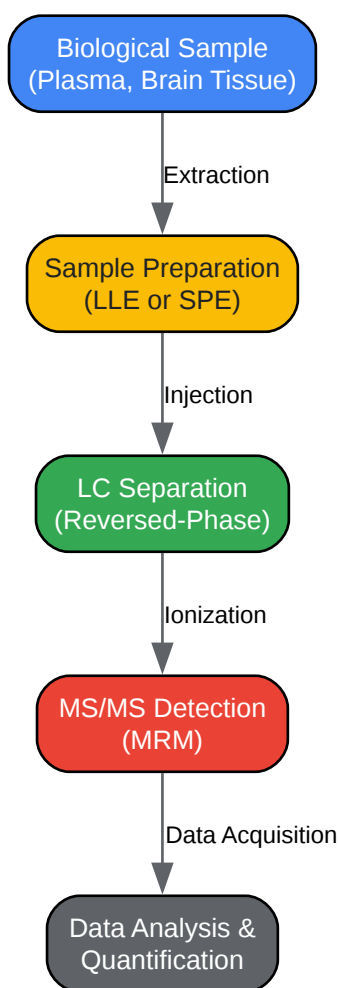 Biological Sample
(Plasma, Brain Tissue)
Extraction
Sample Preparation
(LLE or SPE)
Injection
LC Separation
(Reversed-Phase)
Ionization
MS/MS Detection
(MRM)
Data Acquisition
Data Analysis &
Quantification